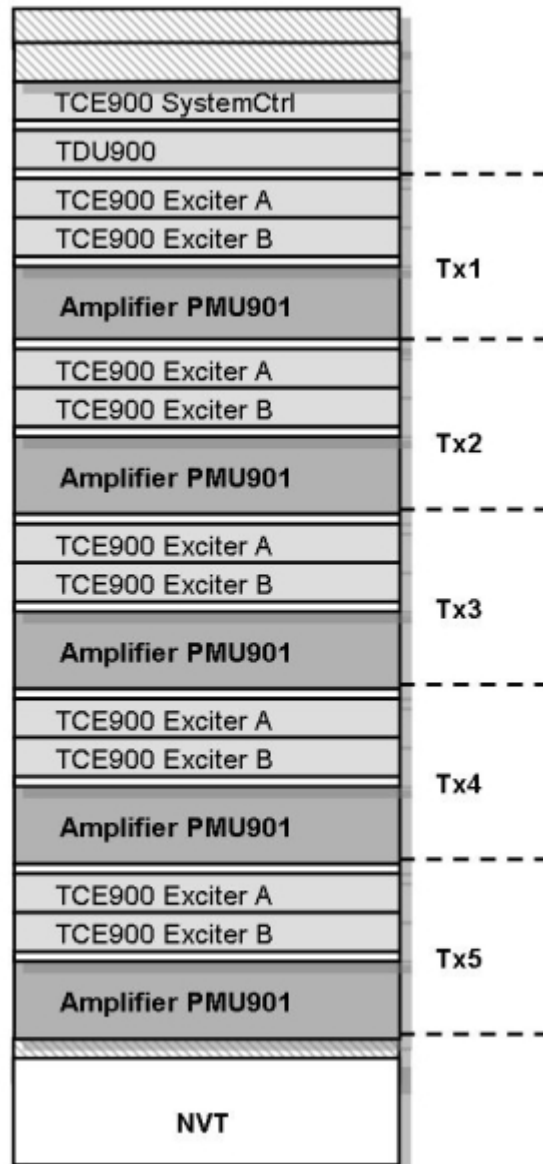 TCE900 SystemCtrl
TDU900
TCE900 Exciter A
TCE900 Exciter B
Tx1
Amplifier PMU901
TCE900 Exciter A
TCE900 Exciter B
Tx2
Amplifier PMU901
TCE900 Exciter A
TCE900 Exciter B
Tx3
Amplifier PMU901
TCE900 Exciter A
TCE900 Exciter B
Tx4
Amplifier PMU901
TCE900 Exciter A
TCE900 Exciter B
Tx5
Amplifier PMU901
NVT